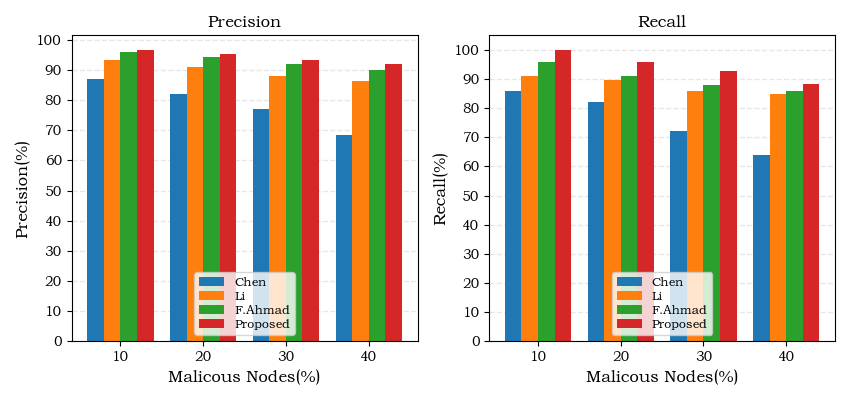 Precision
100
90
80
70
60
50
40
30
20
10
0
Precision(%)
10 20 30 40
Malicous Nodes(%)
Chen
Li
F.Ahmad
Proposed
Recall
100
90
80
70
60
50
40
30
20
10
0
Recall(%)
10 20 30 40
Malicous Nodes(%)
Chen
Li
F.Ahmad
Proposed